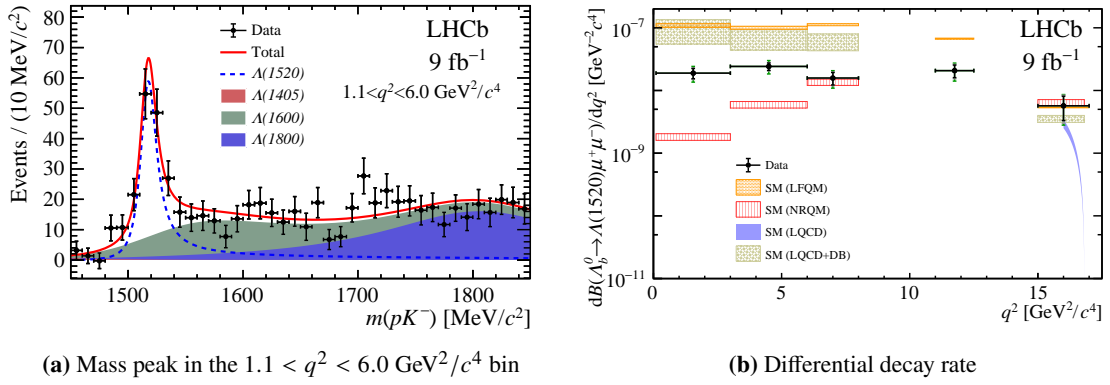 Events / (10 MeV/c²)
80
70
60
50
40
30
20
10
0
LHCb
9 fb⁻¹
Data
Total
Λ(1520)
Λ(1405)
Λ(1600)
Λ(1800)
1.1<q²<6.0 GeV²/c⁴
1500 1600 1700 1800
m(pK⁻) [MeV/c²]
(a) Mass peak in the 1.1 < q² < 6.0 GeV²/c⁴ bin
dB(Λ_b⁰→Λ(1520)μ⁺μ⁻)/dq² [GeV⁻²c⁴]
10⁻⁷
10⁻⁹
10⁻¹¹
LHCb
9 fb⁻¹
Data
SM (LFQM)
SM (NRQM)
SM (LQCD)
SM (LQCD+DB)
0 5 10 15
q² [GeV²/c⁴]
(b) Differential decay rate